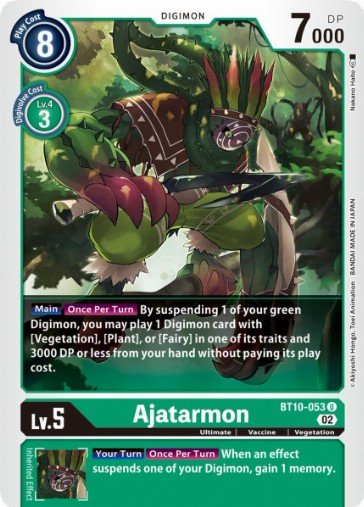 Play Cost
8
DIGIMON
DP
7000
Digivolve Cost
Lv.4
3
Nakano Haito
Main Once Per Turn By suspending 1 of your green
Digimon, you may play 1 Digimon card with
[Vegetation], [Plant], or [Fairy] in one of its traits and
3000 DP or less from your hand without paying its play
cost.
© Akiyoshi Hongo, Toei Animation BANDAI MADE IN JAPAN
Lv.5
Ajatarmon
BT10-053 U
02
Ultimate | Vaccine | Vegetation
Inherited Effect
Your Turn Once Per Turn When an effect
suspends one of your Digimon, gain 1 memory.